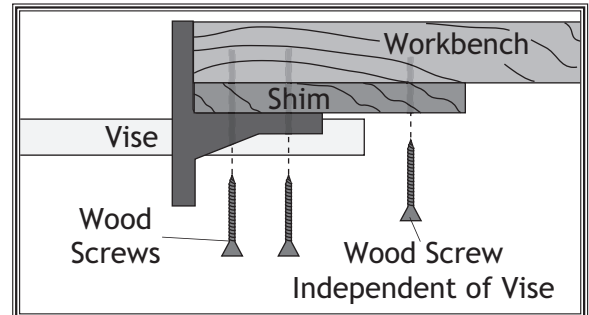 Workbench
Shim
Vise
Wood
Screws
Wood Screw
Independent of Vise